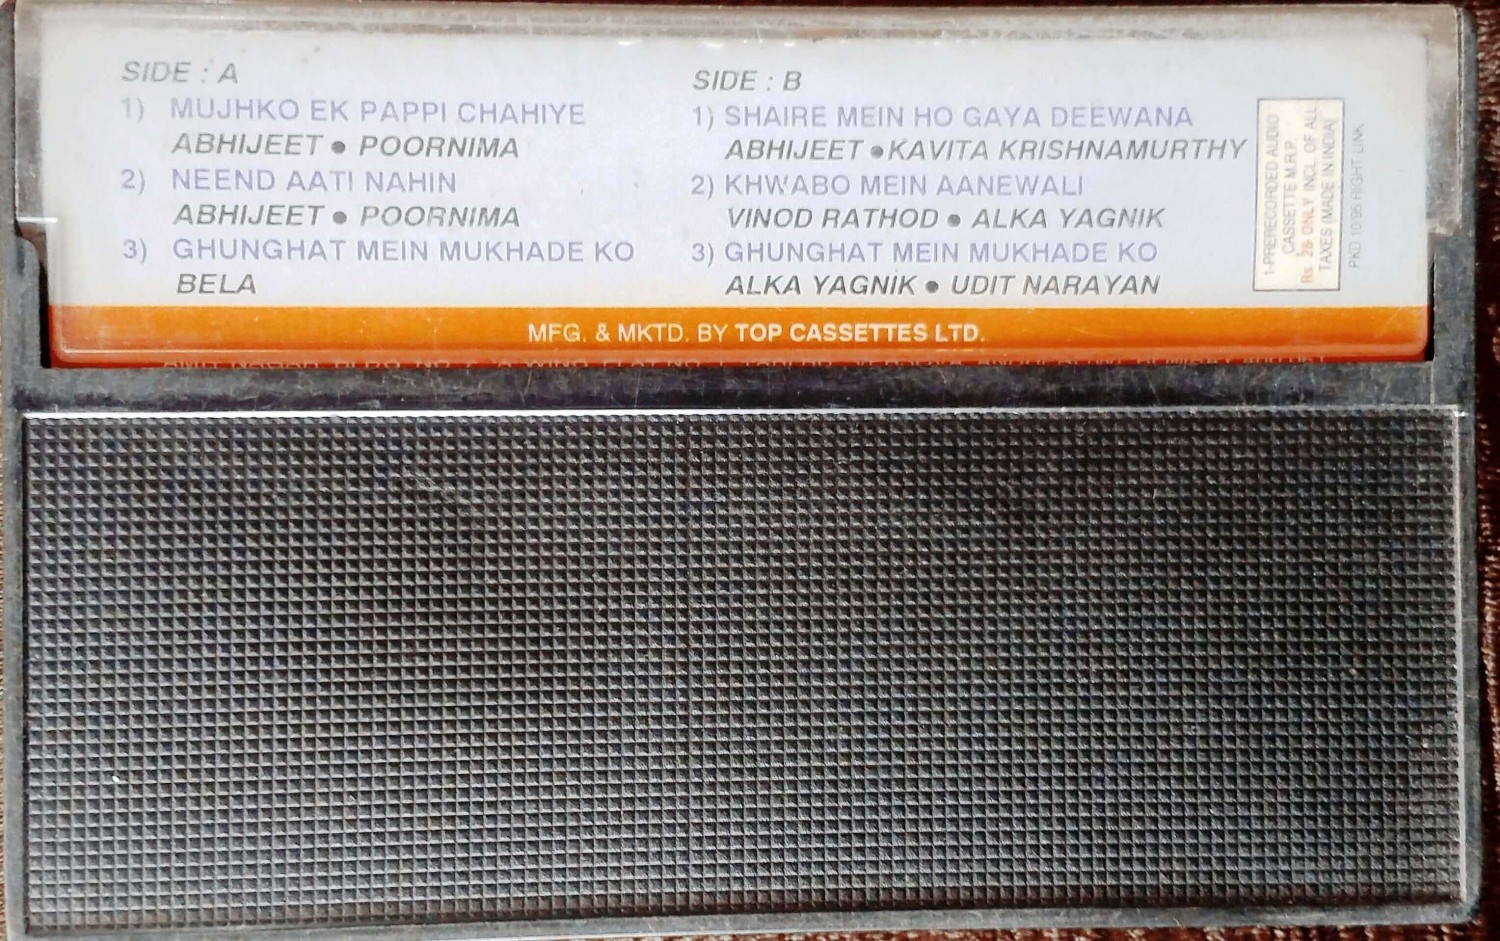 SIDE : A
1) MUJHKO EK PAPPI CHAHIYE
ABHIJEET • POORNIMA
2) NEEND AATI NAHIN
ABHIJEET • POORNIMA
3) GHUNGHAT MEIN MUKHADE KO
BELA
SIDE : B
1) SHAIRE MEIN HO GAYA DEEWANA
ABHIJEET • KAVITA KRISHNAMURTHY
2) KHWABO MEIN AANEWALI
VINOD RATHOD • ALKA YAGNIK
3) GHUNGHAT MEIN MUKHADE KO
ALKA YAGNIK • UDIT NARAYAN
1-PRERECORDED AUDIO
CASSETTE M.R.P.
Rs. 26 ONLY INCL. OF ALL
TAXES (MADE IN INDIA)
PKD 10/95 RIGHT LINK
MFG. & MKTD. BY TOP CASSETTES LTD.